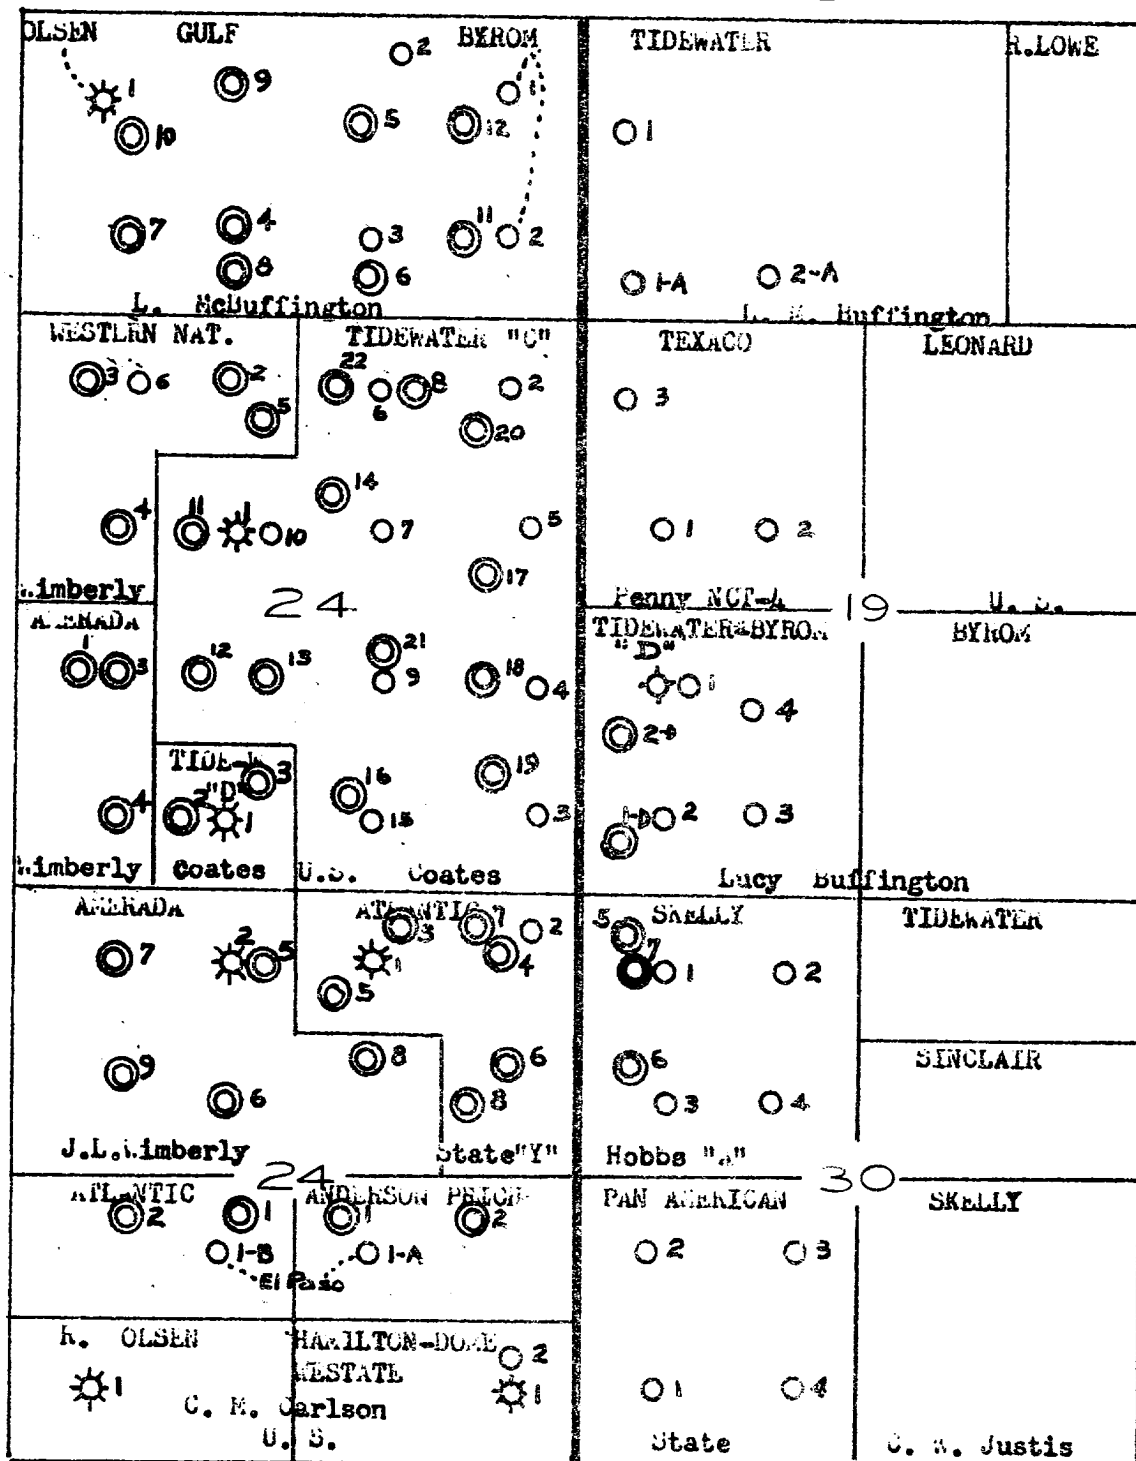 OLSEN GULF BYROM TIDEWATER R.LOWE
2
1 9 1
10 5 12 1
7 4 3 11 2
8 6 1-A 2-A
L. McBuffington L. M. Buffington
WESTERN NAT. TIDEWATER "C" TEXACO LEONARD
3 6 2 22 6 8 2 3
5 20
14
4 11 1 10 7 5 1 2
17
Kimberly 24 Penny NCT-A 19 U. S.
AMERADA TIDEWATER-BYROM BYROM
"D"
1 3 12 13 21 9 18 4 1 4
2-D
TIDE-W "D" 3 19
4 2 1 16 15 3 1-D 2 3
Kimberly Coates U.S. Coates Lucy Buffington
AMERADA ATLANTIC SKELLY TIDEWATER
7 2 5 1 3 7 2 4 5 7 1 2
5
SINCLAIR
9 6 8 6 8 6 3 4
J.L.Kimberly State"Y" Hobbs "A"
24 30
ATLANTIC ANDERSON PRICH- PAN AMERICAN SKELLY
2 1 1 2
1-B 1-A 2 3
El Paso
R. OLSEN HAMILTON-DOME
WESTATE
2
1 1 1 4
C. M. Carlson
U. S. State C. W. Justis